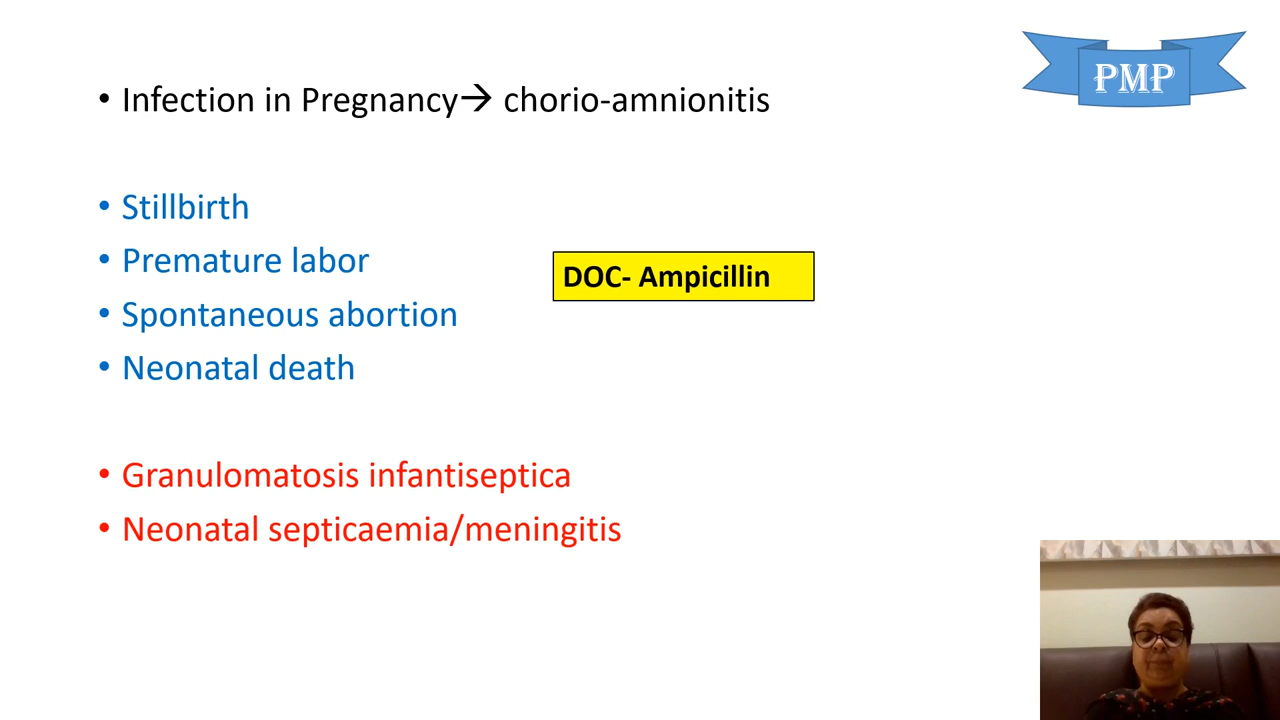 PMP
• Infection in Pregnancy→ chorio-amnionitis
• Stillbirth
• Premature labor
DOC- Ampicillin
• Spontaneous abortion
• Neonatal death
• Granulomatosis infantiseptica
• Neonatal septicaemia/meningitis